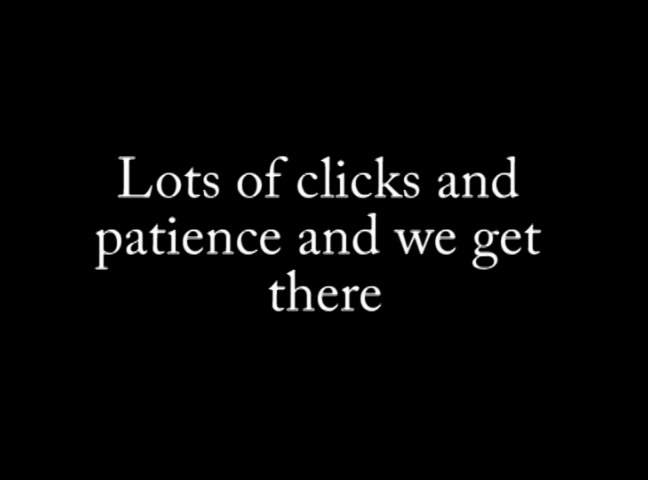 Lots of clicks and
patience and we get
there